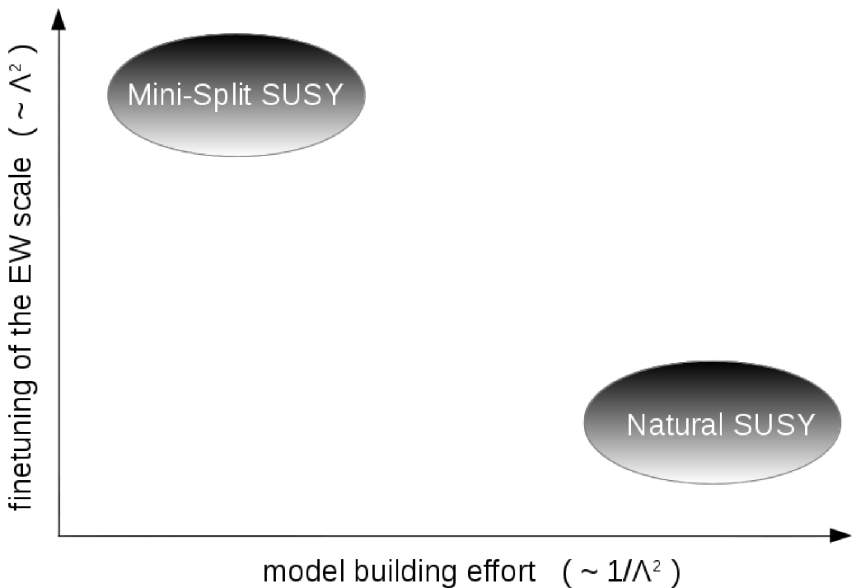 finetuning of the EW scale ( ~ Λ²)
Mini-Split SUSY
Natural SUSY
model building effort ( ~ 1/Λ² )